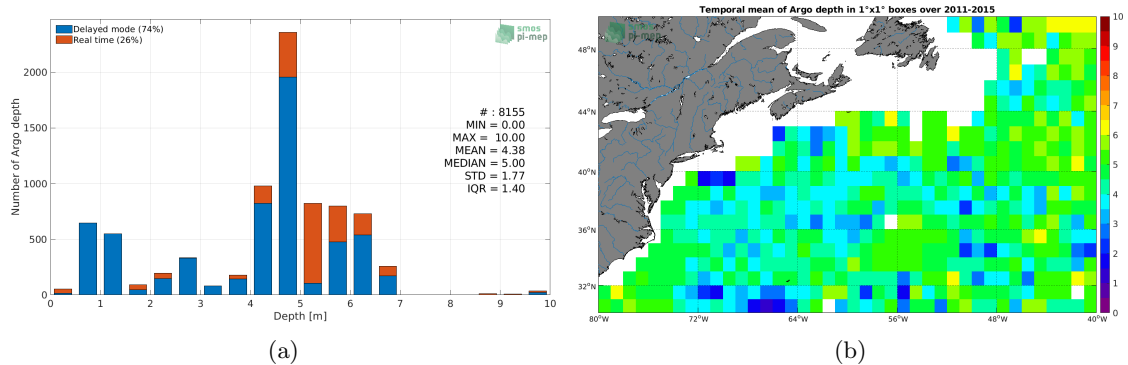 Delayed mode (74%)
Real time (26%)
smos
pi-mep
Number of Argo depth
2000
1500
1000
500
0
# : 8155
MIN = 0.00
MAX = 10.00
MEAN = 4.38
MEDIAN = 5.00
STD = 1.77
IQR = 1.40
0 1 2 3 4 5 6 7 8 9 10
Depth [m]
(a)
Temporal mean of Argo depth in 1°x1° boxes over 2011-2015
smos
pi-mep
48°N
44°N
40°N
36°N
32°N
80°W 72°W 64°W 56°W 48°W 40°W
10
9
8
7
6
5
4
3
2
1
0
(b)